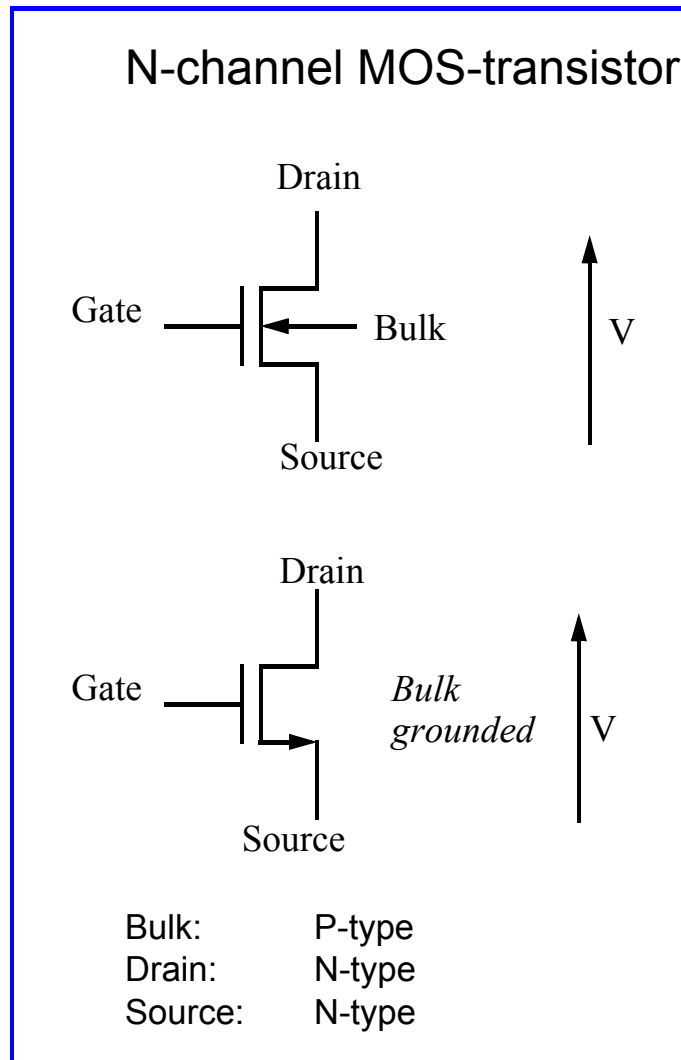 N-channel MOS-transistor
Drain
Gate
Bulk
V
Source
Drain
Gate
Bulk
grounded
V
Source
Bulk: P-type
Drain: N-type
Source: N-type